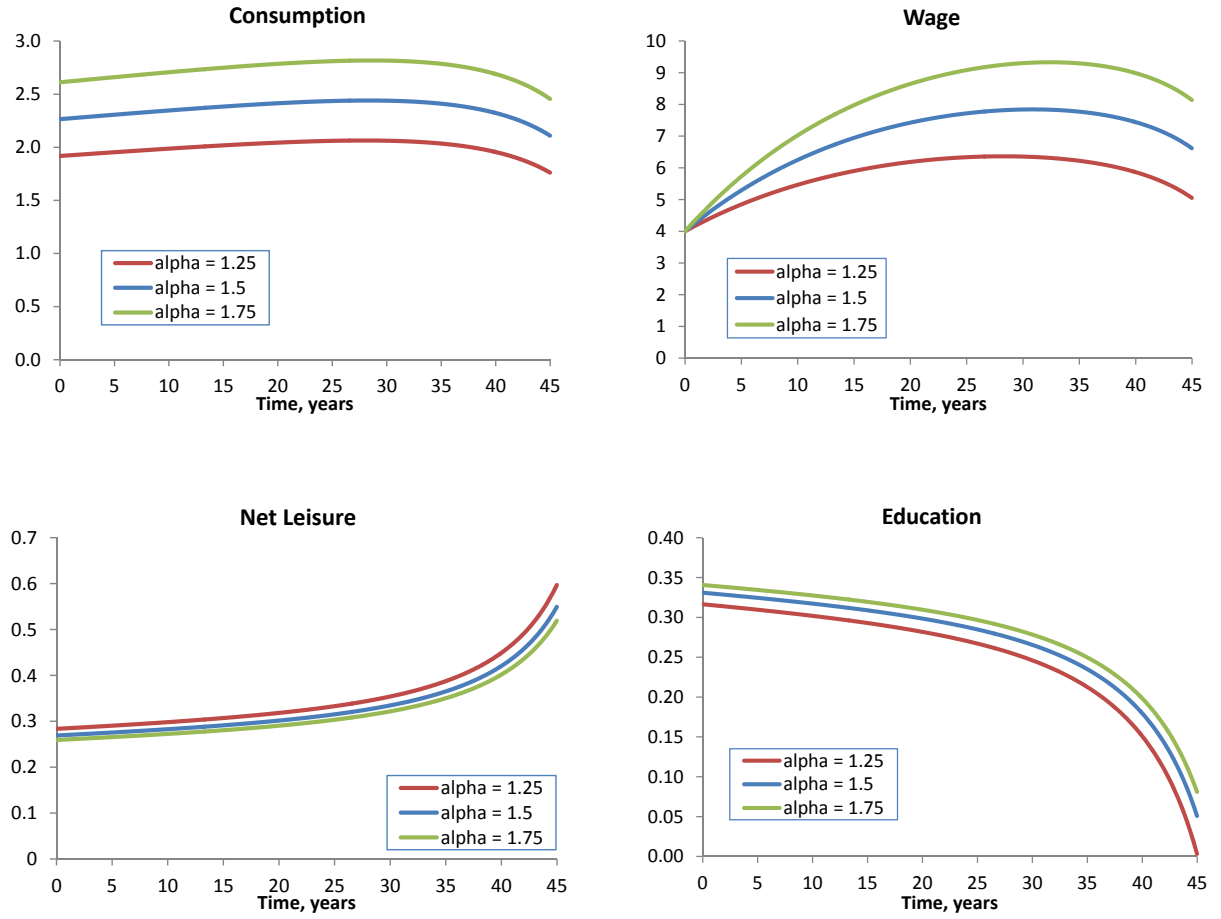 Consumption
3.0
2.5
2.0
1.5
1.0
0.5
0.0
alpha = 1.25
alpha = 1.5
alpha = 1.75
0 5 10 15 20 25 30 35 40 45
Time, years
Wage
10
9
8
7
6
5
4
3
2
1
0
alpha = 1.25
alpha = 1.5
alpha = 1.75
0 5 10 15 20 25 30 35 40 45
Time, years
Net Leisure
0.7
0.6
0.5
0.4
0.3
0.2
0.1
0
alpha = 1.25
alpha = 1.5
alpha = 1.75
0 5 10 15 20 25 30 35 40 45
Time, years
Education
0.40
0.35
0.30
0.25
0.20
0.15
0.10
0.05
0.00
alpha = 1.25
alpha = 1.5
alpha = 1.75
0 5 10 15 20 25 30 35 40 45
Time, years